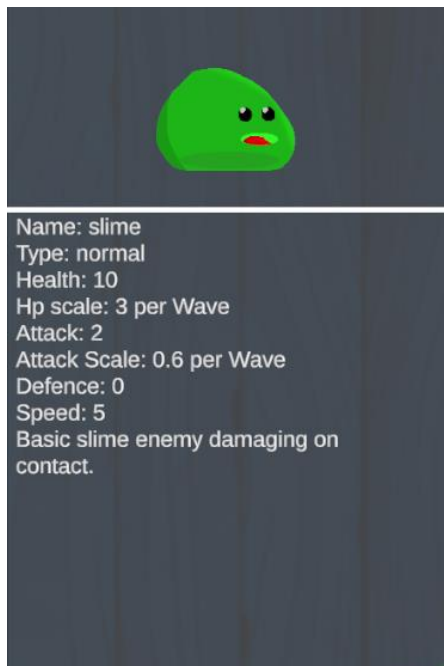 Name: slime
Type: normal
Health: 10
Hp scale: 3 per Wave
Attack: 2
Attack Scale: 0.6 per Wave
Defence: 0
Speed: 5
Basic slime enemy damaging on
contact.